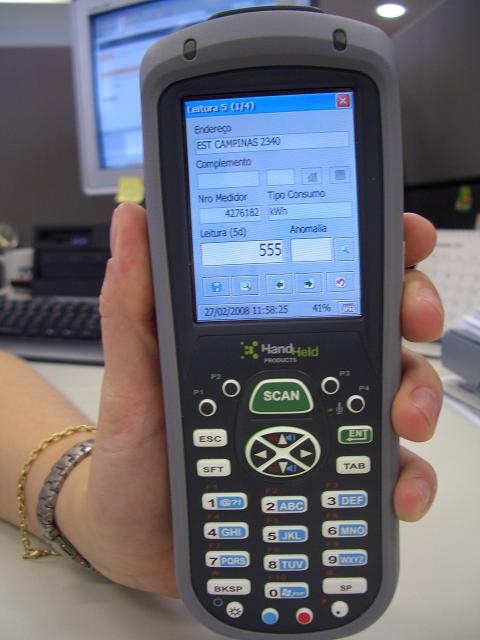 Leitura 5 (1/4)
Endereço
EST CAMPINAS 2340
Complemento
Nro Medidor Tipo Consumo
4276182 kWh
Leitura (5d) Anomalia
555
27/02/2008 11:58:25 41%
HandHeld
PRODUCTS
P2 P3
P1 SCAN P4
ESC ENT
SFT TAB
1 @?! 2 ABC 3 DEF
4 GHI 5 JKL 6 MNO
7 PQRS 8 TUV 9 WXYZ
F10
BKSP 0 SP